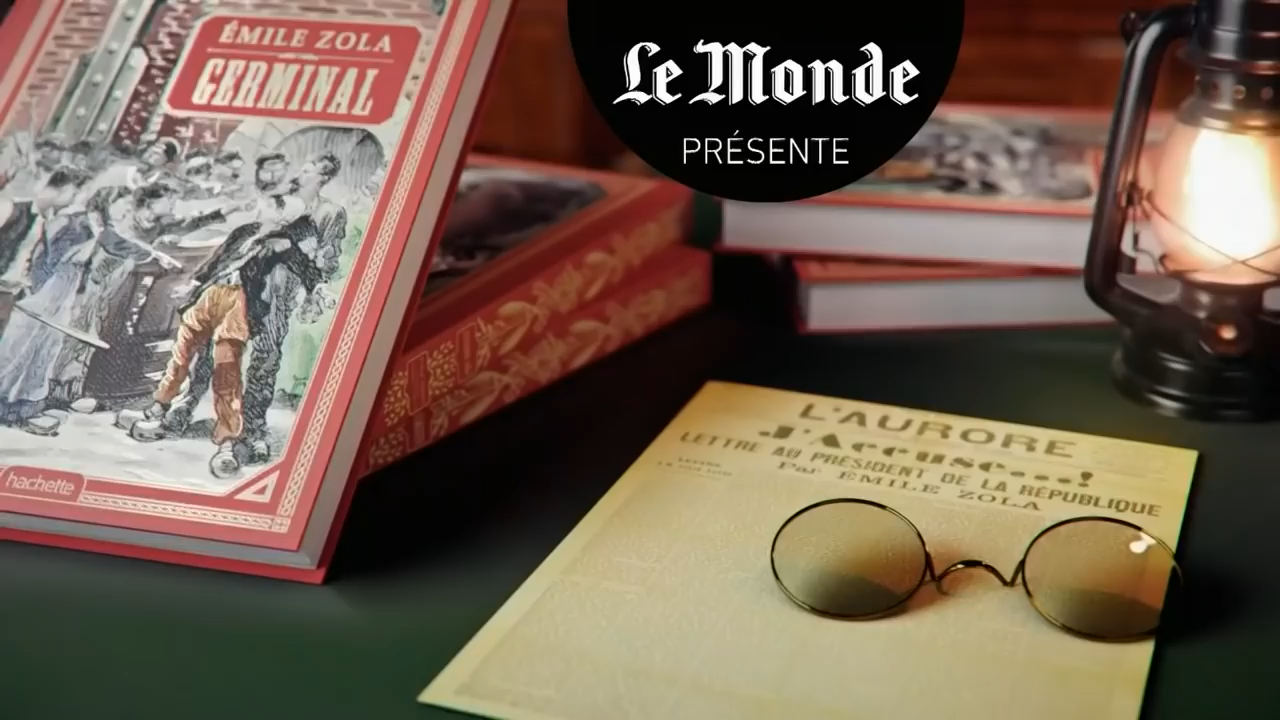 ÉMILE ZOLA
GERMINAL
hachette
Le Monde
PRÉSENTE
L'AURORE
J'Accuse...!
LETTRE AU PRÉSIDENT DE LA RÉPUBLIQUE
Par ÉMILE ZOLA